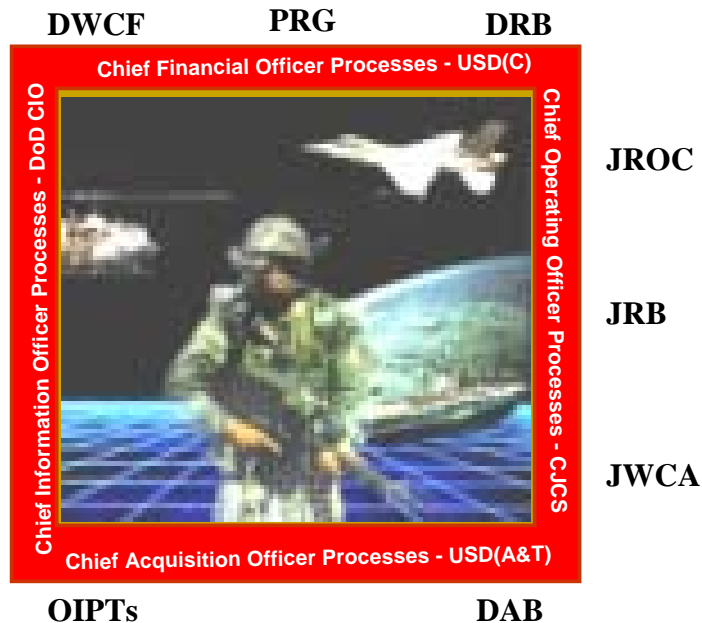 DWCF PRG DRB
Chief Financial Officer Processes - USD(C)
Chief Information Officer Processes - DoD CIO
Chief Operating Officer Processes - CJCS
JROC
JRB
JWCA
Chief Acquisition Officer Processes - USD(A&T)
OIPTs DAB